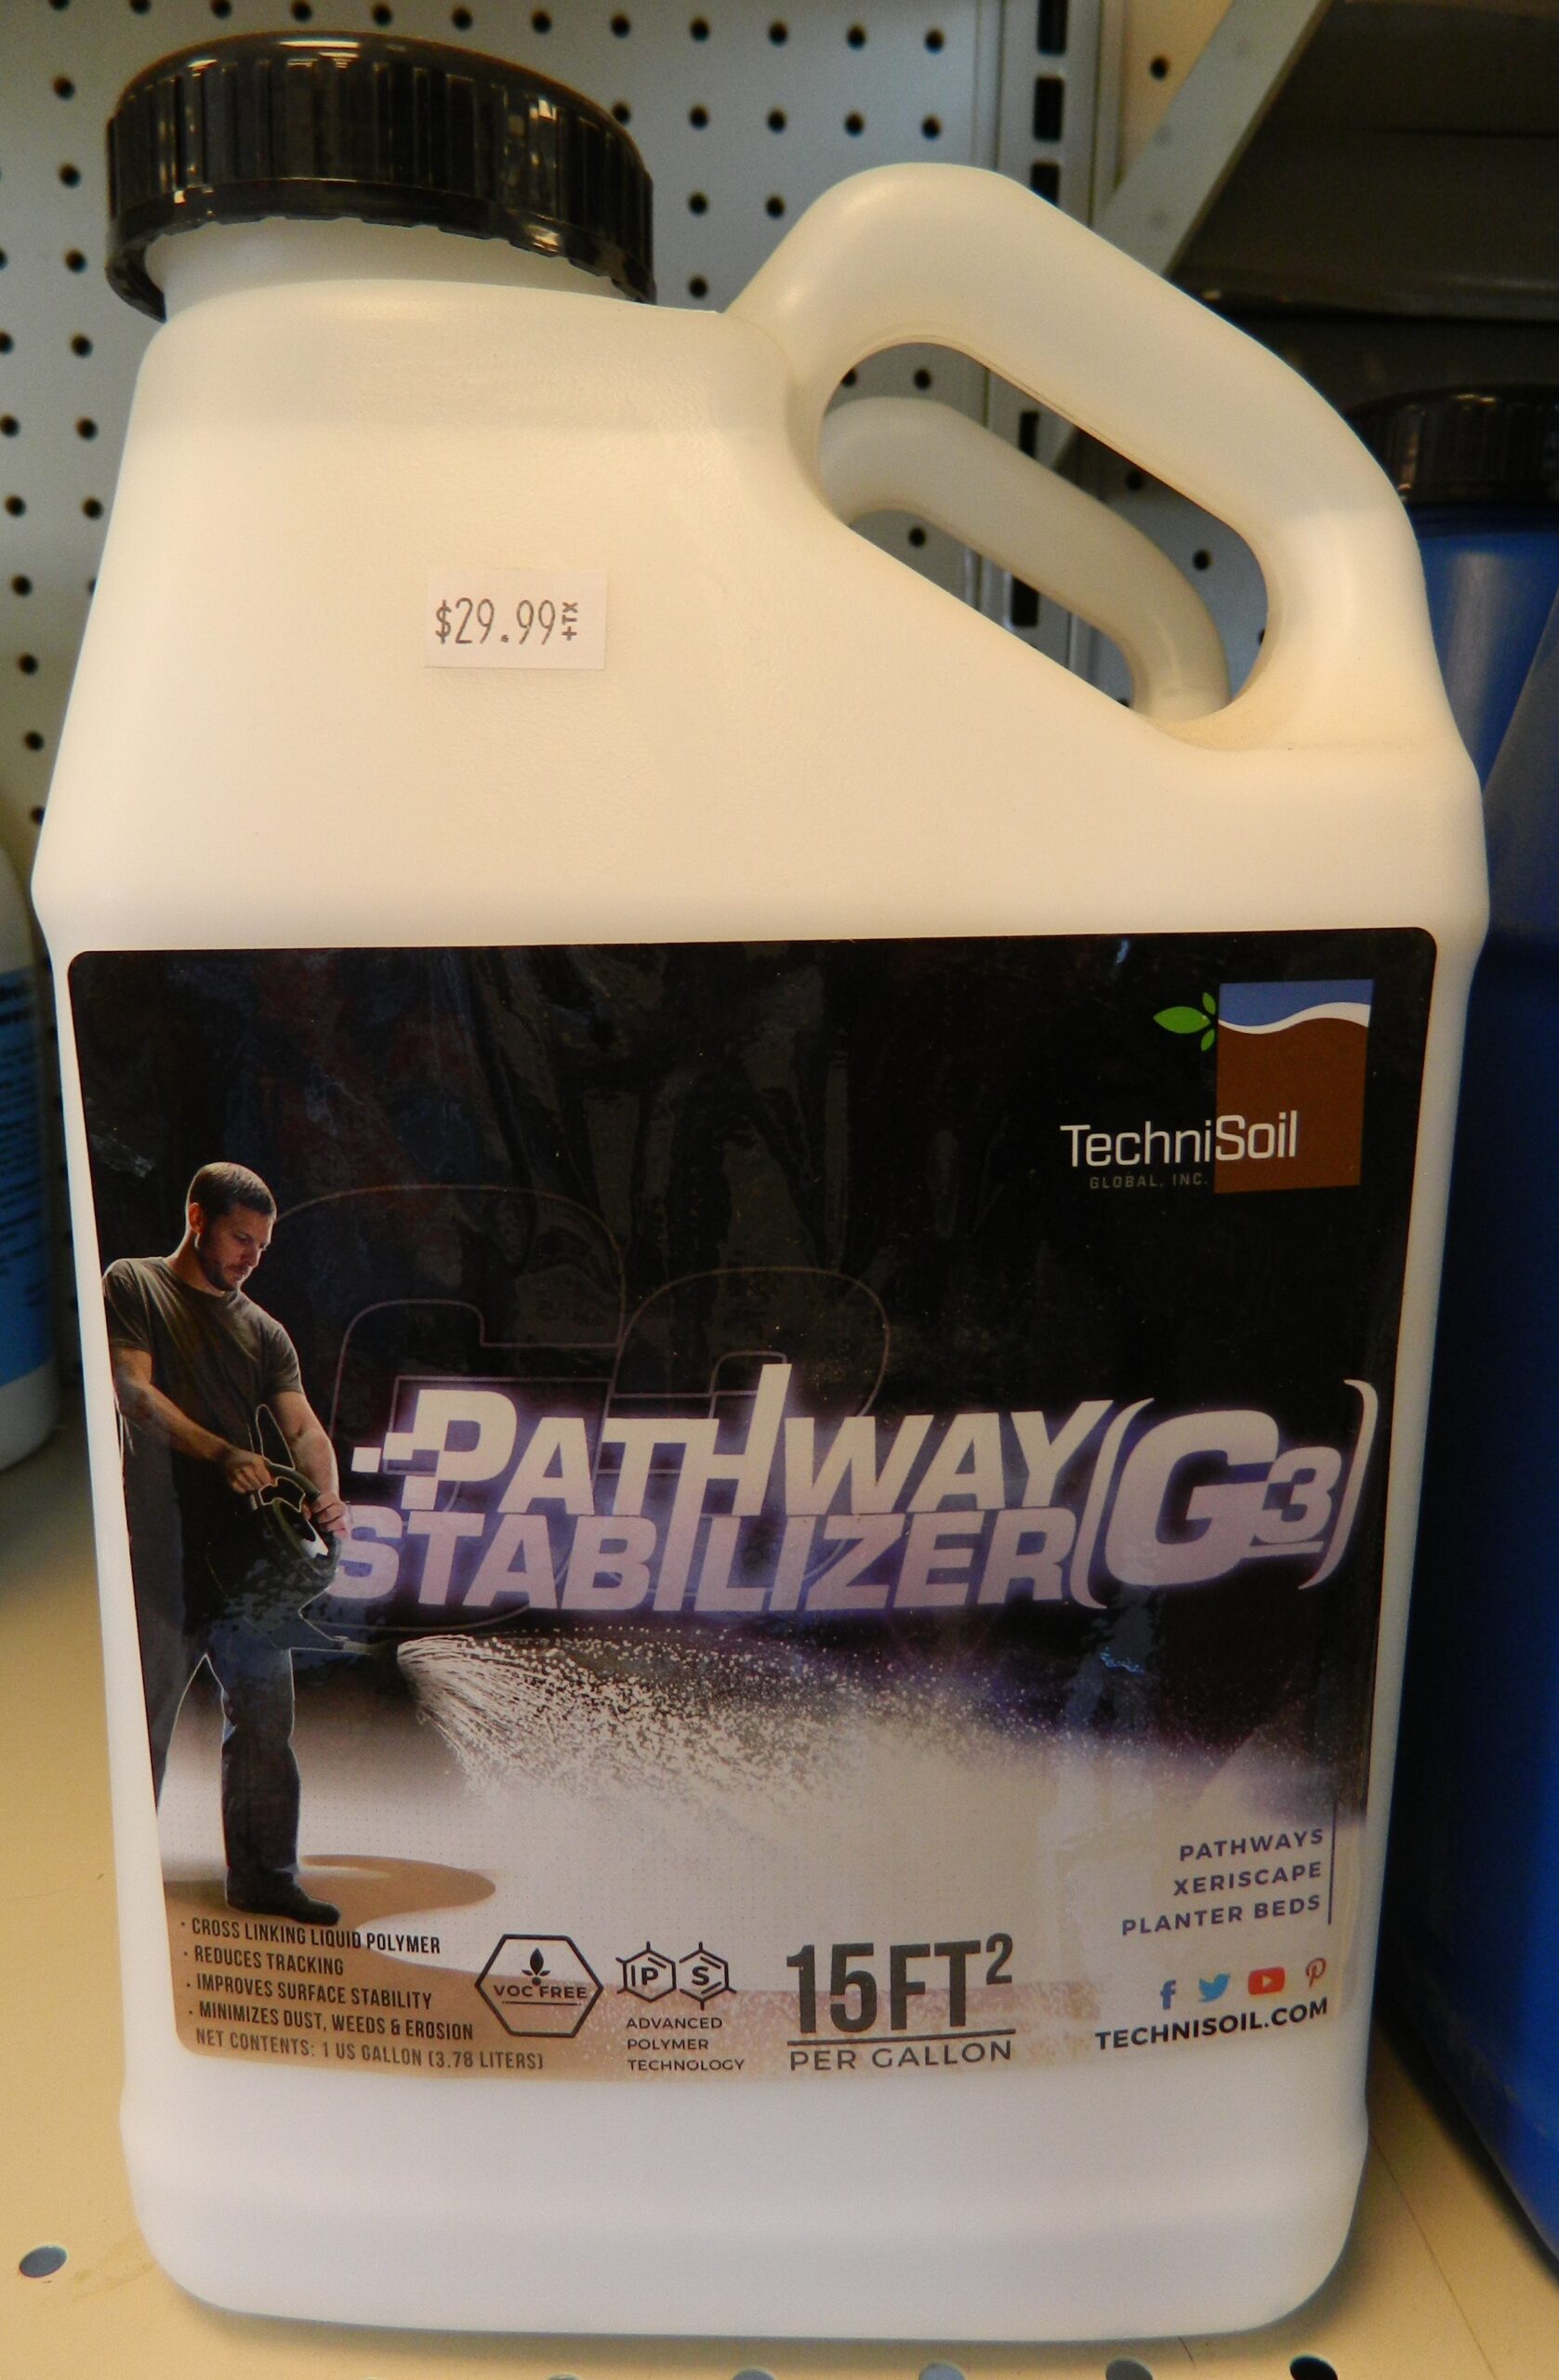 $29.99+TX
TechniSoil
GLOBAL, INC.
PATHWAY
STABILIZER (G3)
PATHWAYS
XERISCAPE
PLANTER BEDS
· CROSS LINKING LIQUID POLYMER
· REDUCES TRACKING
· IMPROVES SURFACE STABILITY
· MINIMIZES DUST, WEEDS & EROSION
NET CONTENTS: 1 US GALLON (3.78 LITERS)
VOC FREE
IP S
ADVANCED
POLYMER
TECHNOLOGY
15FT²
PER GALLON
TECHNISOIL.COM